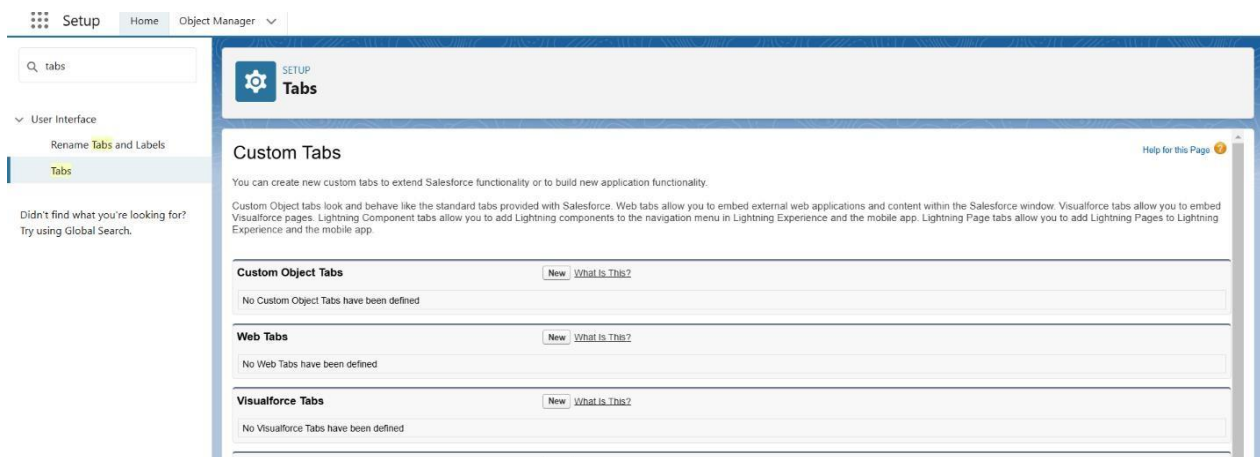 Setup Home Object Manager
tabs
User Interface
Rename Tabs and Labels
Tabs
Didn't find what you're looking for?
Try using Global Search.
SETUP
Tabs
Custom Tabs
Help for this Page ?
You can create new custom tabs to extend Salesforce functionality or to build new application functionality.
Custom Object tabs look and behave like the standard tabs provided with Salesforce. Web tabs allow you to embed external web applications and content within the Salesforce window. Visualforce tabs allow you to embed
Visualforce pages. Lightning Component tabs allow you to add Lightning components to the navigation menu in Lightning Experience and the mobile app. Lightning Page tabs allow you to add Lightning Pages to Lightning
Experience and the mobile app.
Custom Object Tabs New What Is This?
No Custom Object Tabs have been defined
Web Tabs New What Is This?
No Web Tabs have been defined
Visualforce Tabs New What Is This?
No Visualforce Tabs have been defined